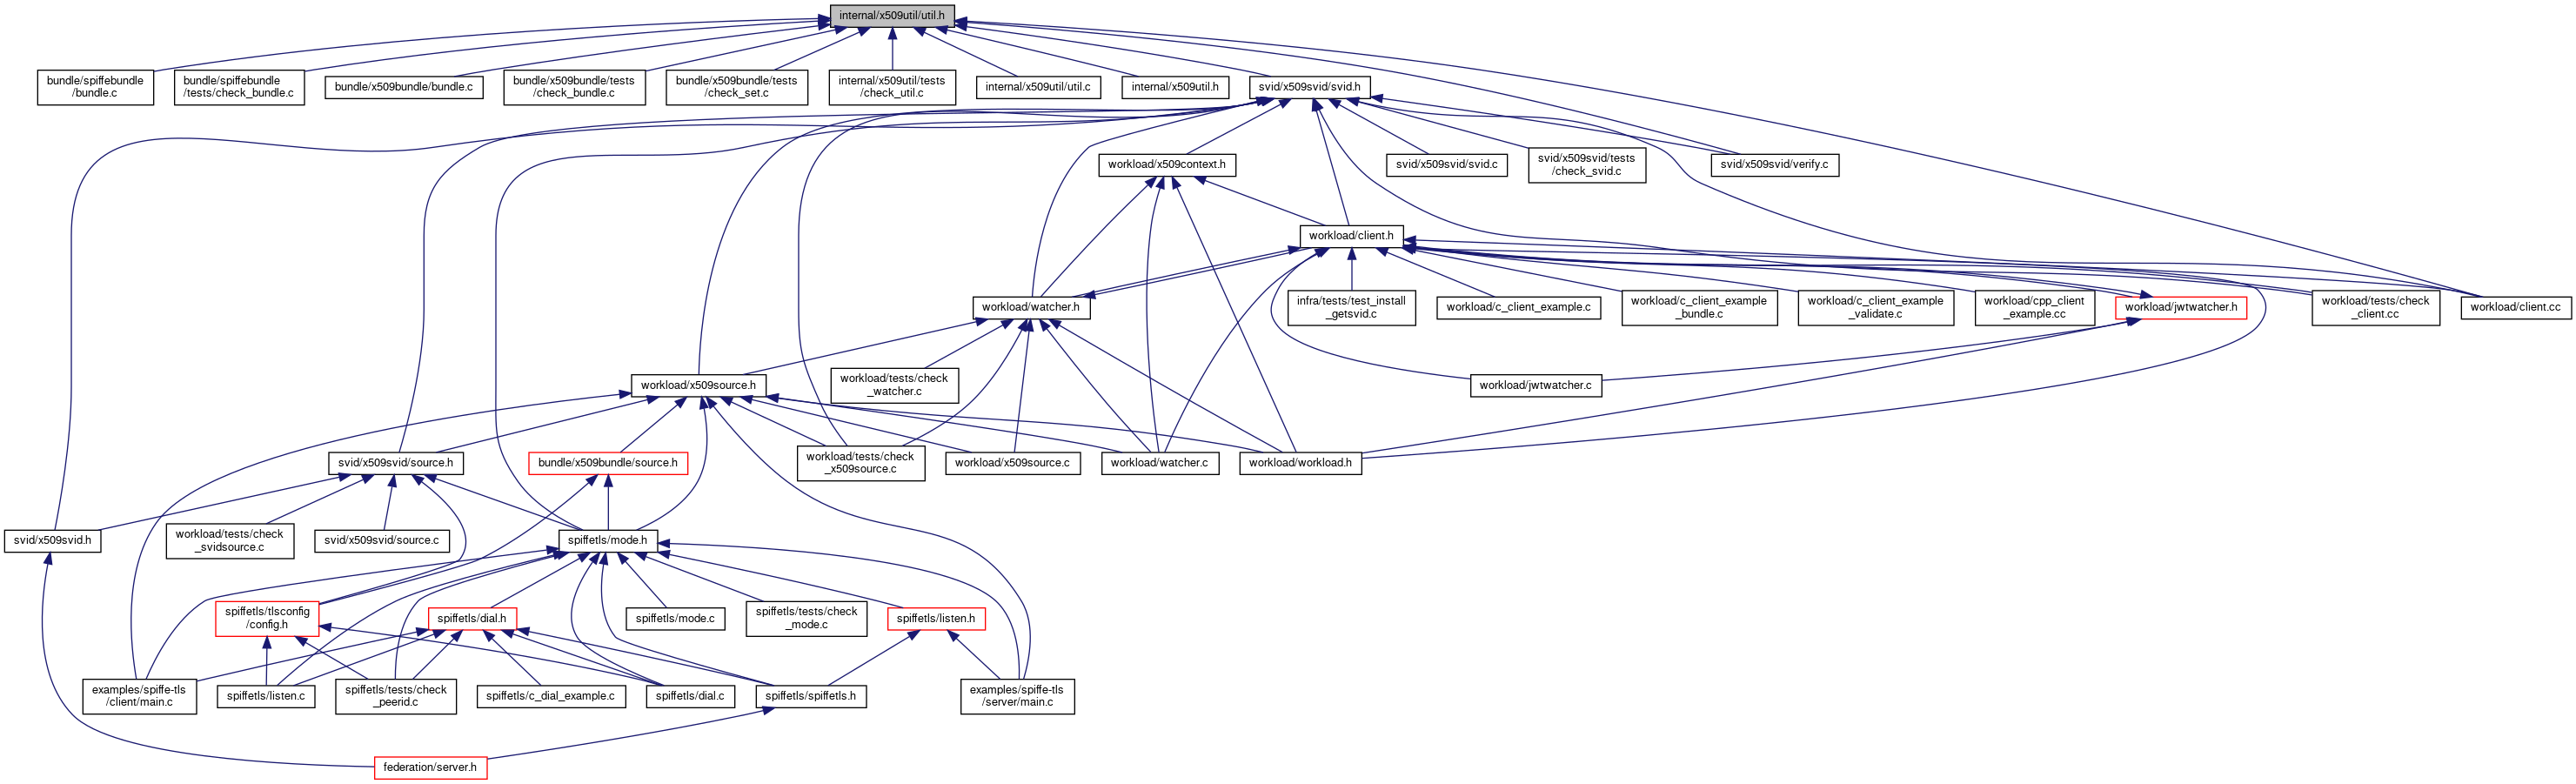 internal/x509util/util.h
bundle/spiffebundle
/bundle.c
bundle/spiffebundle
/tests/check_bundle.c
bundle/x509bundle/bundle.c
bundle/x509bundle/tests
/check_bundle.c
bundle/x509bundle/tests
/check_set.c
internal/x509util/tests
/check_util.c
internal/x509util/util.c
internal/x509util.h
svid/x509svid/svid.h
workload/x509context.h
svid/x509svid/svid.c
svid/x509svid/tests
/check_svid.c
svid/x509svid/verify.c
workload/client.h
workload/watcher.h
infra/tests/test_install
_getsvid.c
workload/c_client_example.c
workload/c_client_example
_bundle.c
workload/c_client_example
_validate.c
workload/cpp_client
_example.cc
workload/jwtwatcher.h
workload/tests/check
_client.cc
workload/client.cc
workload/x509source.h
workload/tests/check
_watcher.c
workload/jwtwatcher.c
svid/x509svid/source.h
bundle/x509bundle/source.h
workload/tests/check
_x509source.c
workload/x509source.c
workload/watcher.c
workload/workload.h
svid/x509svid.h
workload/tests/check
_svidsource.c
svid/x509svid/source.c
spiffetls/mode.h
spiffetls/tlsconfig
/config.h
spiffetls/dial.h
spiffetls/mode.c
spiffetls/tests/check
_mode.c
spiffetls/listen.h
examples/spiffe-tls
/client/main.c
spiffetls/listen.c
spiffetls/tests/check
_peerid.c
spiffetls/c_dial_example.c
spiffetls/dial.c
spiffetls/spiffetls.h
examples/spiffe-tls
/server/main.c
federation/server.h